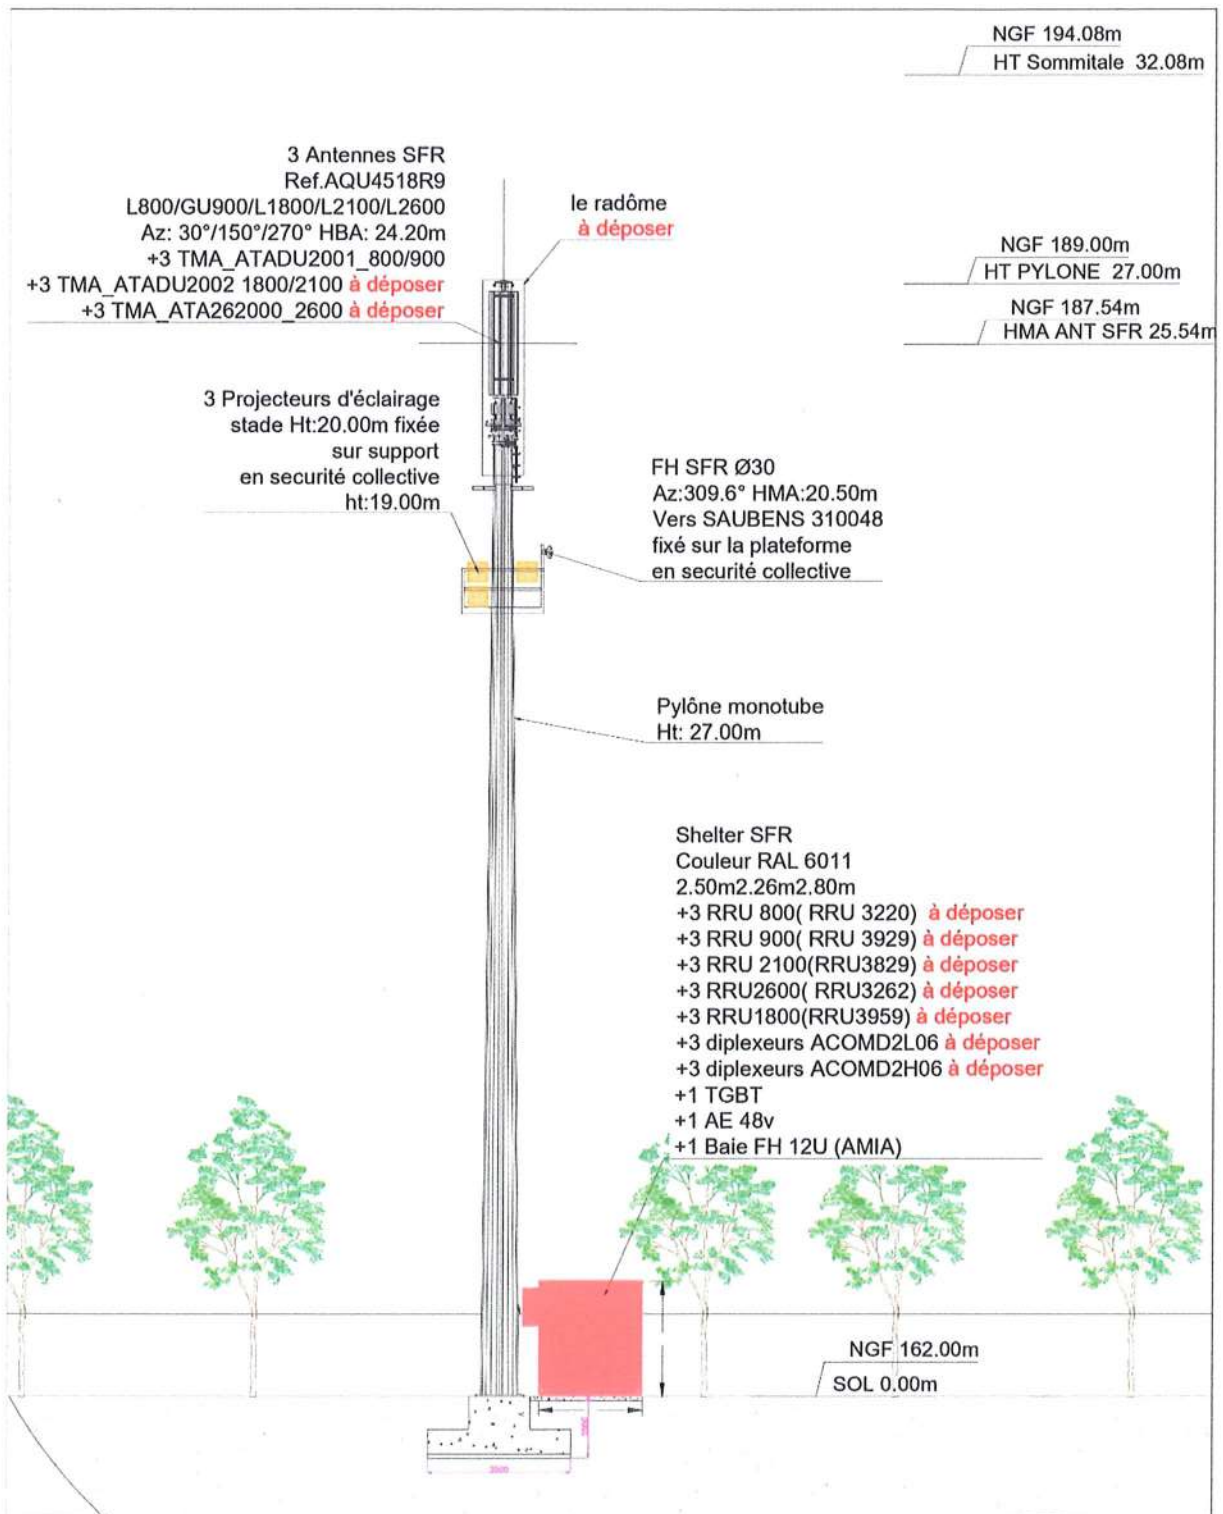 NGF 194.08m
HT Sommitale 32.08m
3 Antennes SFR
Ref.AQU4518R9
L800/GU900/L1800/L2100/L2600
Az: 30°/150°/270° HBA: 24.20m
+3 TMA_ATADU2001_800/900
+3 TMA_ATADU2002 1800/2100 à déposer
+3 TMA_ATA262000_2600 à déposer
le radôme
à déposer
NGF 189.00m
HT PYLONE 27.00m
NGF 187.54m
HMA ANT SFR 25.54m
3 Projecteurs d'éclairage
stade Ht:20.00m fixée
sur support
en securité collective
ht:19.00m
FH SFR Ø30
Az:309.6° HMA:20.50m
Vers SAUBENS 310048
fixé sur la plateforme
en securité collective
Pylône monotube
Ht: 27.00m
Shelter SFR
Couleur RAL 6011
2.50m2.26m2.80m
+3 RRU 800( RRU 3220) à déposer
+3 RRU 900( RRU 3929) à déposer
+3 RRU 2100(RRU3829) à déposer
+3 RRU2600( RRU3262) à déposer
+3 RRU1800(RRU3959) à déposer
+3 diplexeurs ACOMD2L06 à déposer
+3 diplexeurs ACOMD2H06 à déposer
+1 TGBT
+1 AE 48v
+1 Baie FH 12U (AMIA)
NGF 162.00m
SOL 0.00m